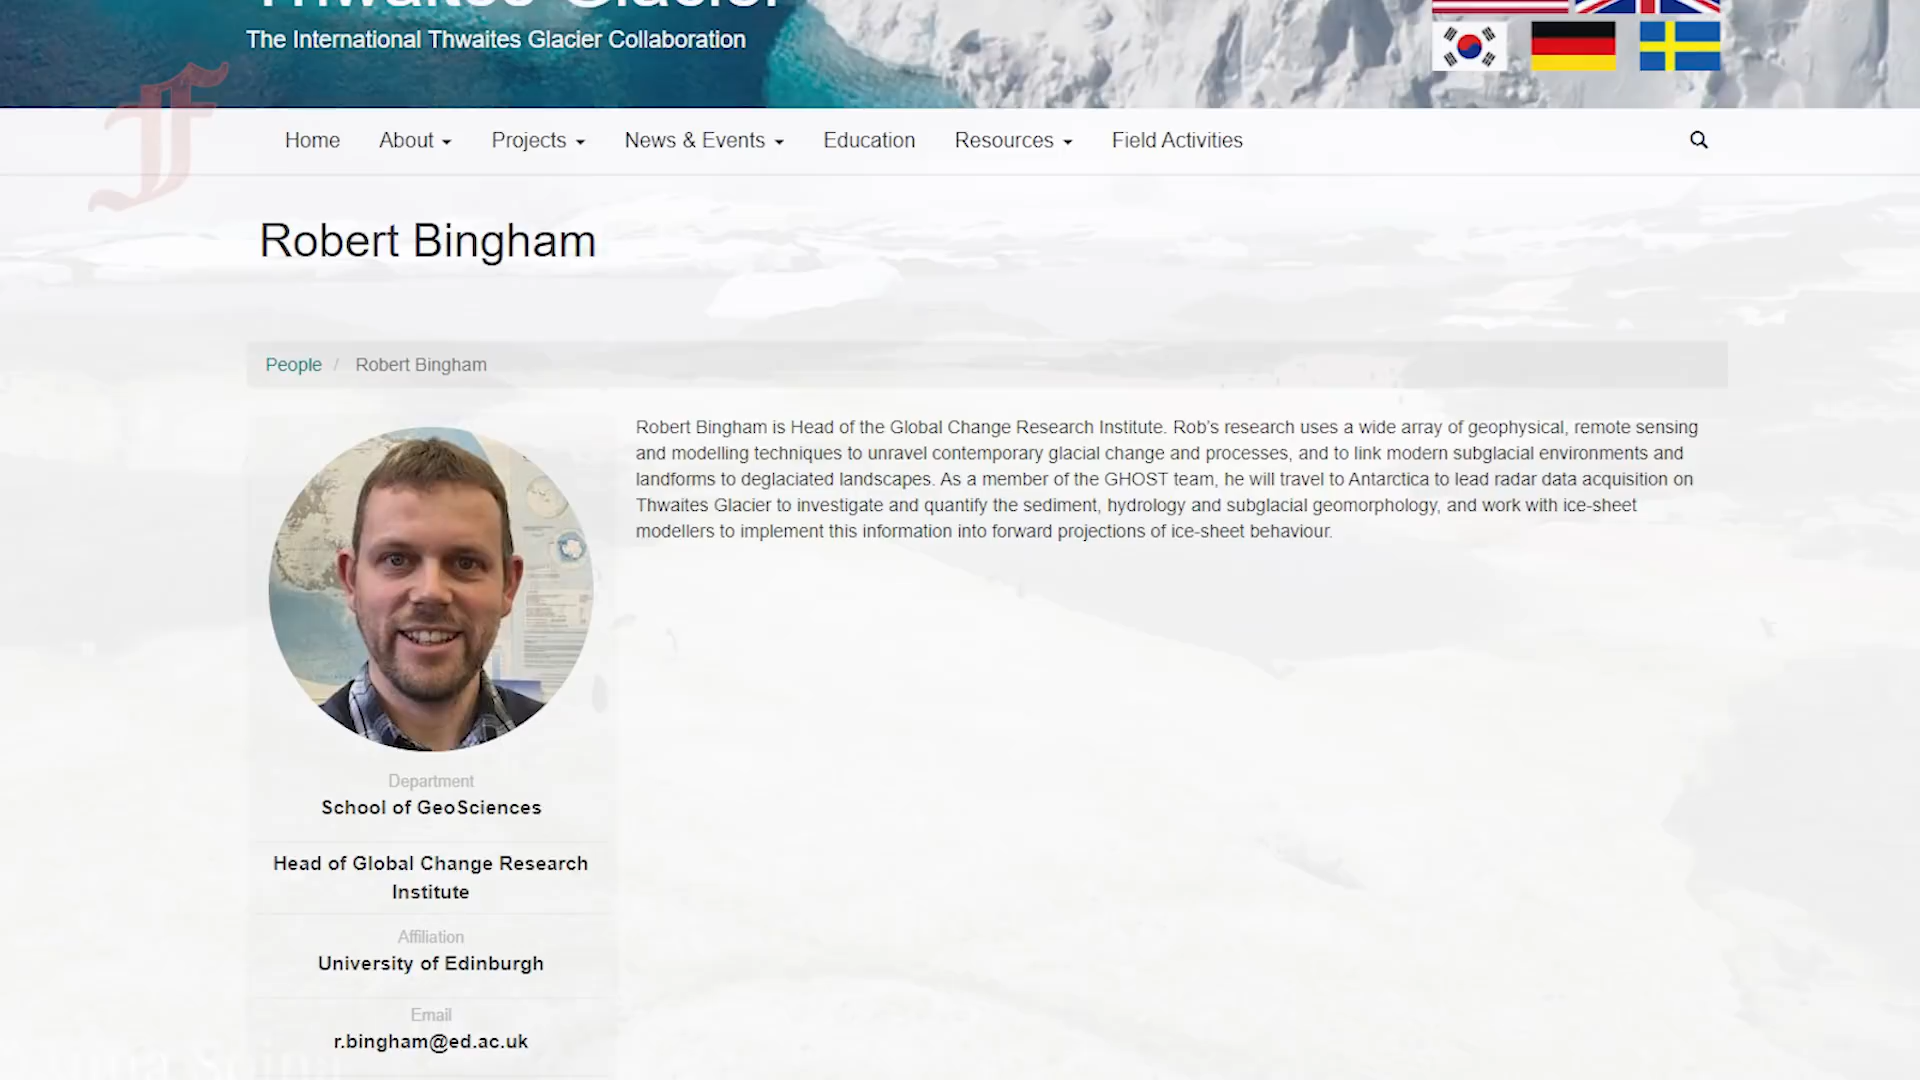 Thwaites Glacier
The International Thwaites Glacier Collaboration
Home About Projects News & Events Education Resources Field Activities
Robert Bingham
People / Robert Bingham
Robert Bingham is Head of the Global Change Research Institute. Rob's research uses a wide array of geophysical, remote sensing
and modelling techniques to unravel contemporary glacial change and processes, and to link modern subglacial environments and
landforms to deglaciated landscapes. As a member of the GHOST team, he will travel to Antarctica to lead radar data acquisition on
Thwaites Glacier to investigate and quantify the sediment, hydrology and subglacial geomorphology, and work with ice-sheet
modellers to implement this information into forward projections of ice-sheet behaviour.
Department
School of GeoSciences
Head of Global Change Research
Institute
Affiliation
University of Edinburgh
Email
r.bingham@ed.ac.uk